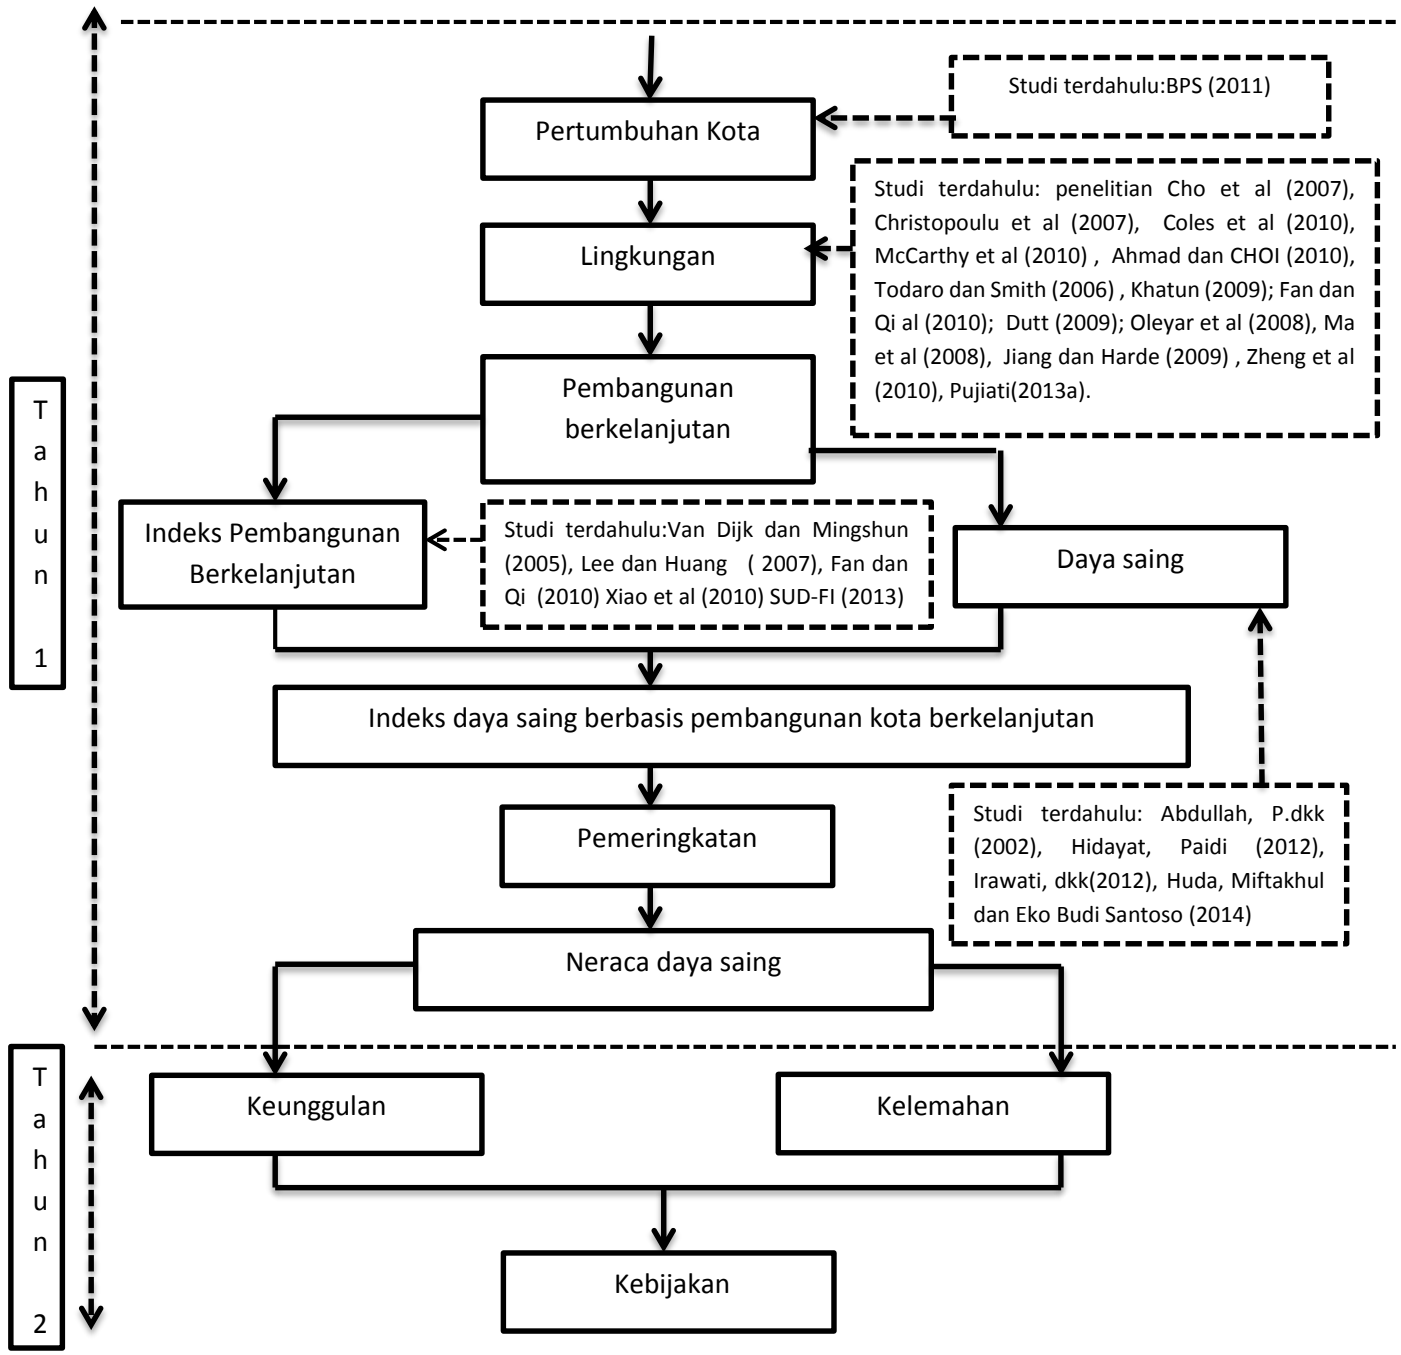 Studi terdahulu:BPS (2011)
Pertumbuhan Kota
Studi terdahulu: penelitian Cho et al (2007),
Christopoulu et al (2007), Coles et al (2010),
McCarthy et al (2010) , Ahmad dan CHOI (2010),
Todaro dan Smith (2006) , Khatun (2009); Fan dan
Qi al (2010); Dutt (2009); Oleyar et al (2008), Ma
et al (2008), Jiang dan Harde (2009) , Zheng et al
(2010), Pujiati(2013a).
Lingkungan
Pembangunan
berkelanjutan
T
a
h
u
n
1
Indeks Pembangunan
Berkelanjutan
Studi terdahulu:Van Dijk dan Mingshun
(2005), Lee dan Huang ( 2007), Fan dan
Qi (2010) Xiao et al (2010) SUD-FI (2013)
Daya saing
Indeks daya saing berbasis pembangunan kota berkelanjutan
Pemeringkatan
Studi terdahulu: Abdullah, P.dkk
(2002), Hidayat, Paidi (2012),
Irawati, dkk(2012), Huda, Miftakhul
dan Eko Budi Santoso (2014)
Neraca daya saing
T
a
h
u
n
2
Keunggulan
Kelemahan
Kebijakan